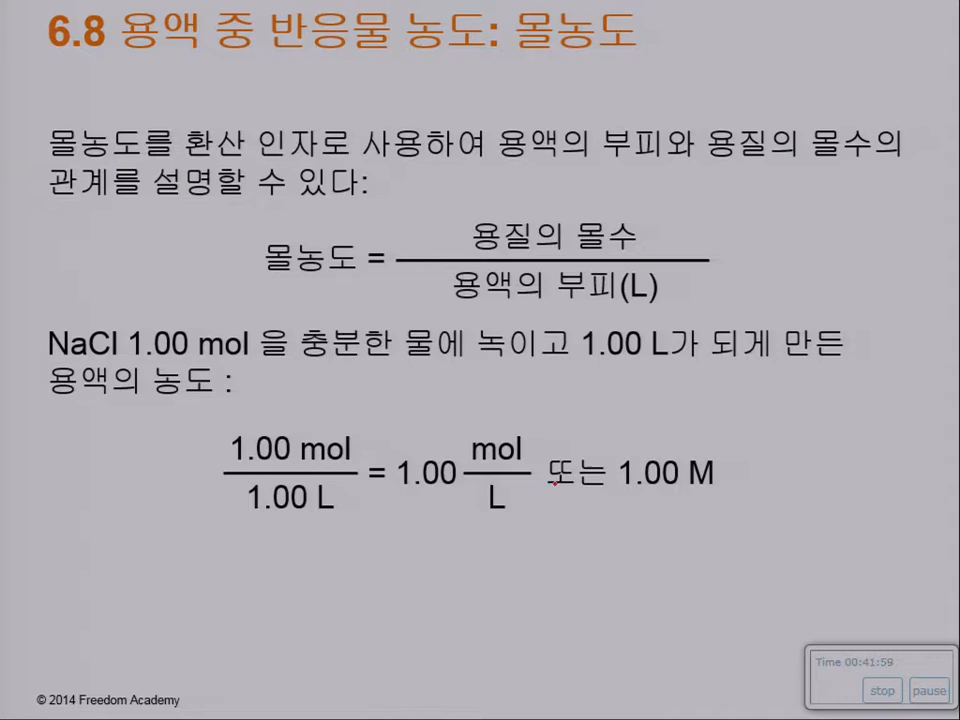 6.8 용액 중 반응물 농도: 몰농도
몰농도를 환산 인자로 사용하여 용액의 부피와 용질의 몰수의
관계를 설명할 수 있다:
몰농도 = 용질의 몰수
용액의 부피(L)
NaCl 1.00 mol 을 충분한 물에 녹이고 1.00 L가 되게 만든
용액의 농도 :
1.00 mol
1.00 L
= 1.00
mol
L
또는 1.00 M
Time 00:41:59
stop pause
© 2014 Freedom Academy